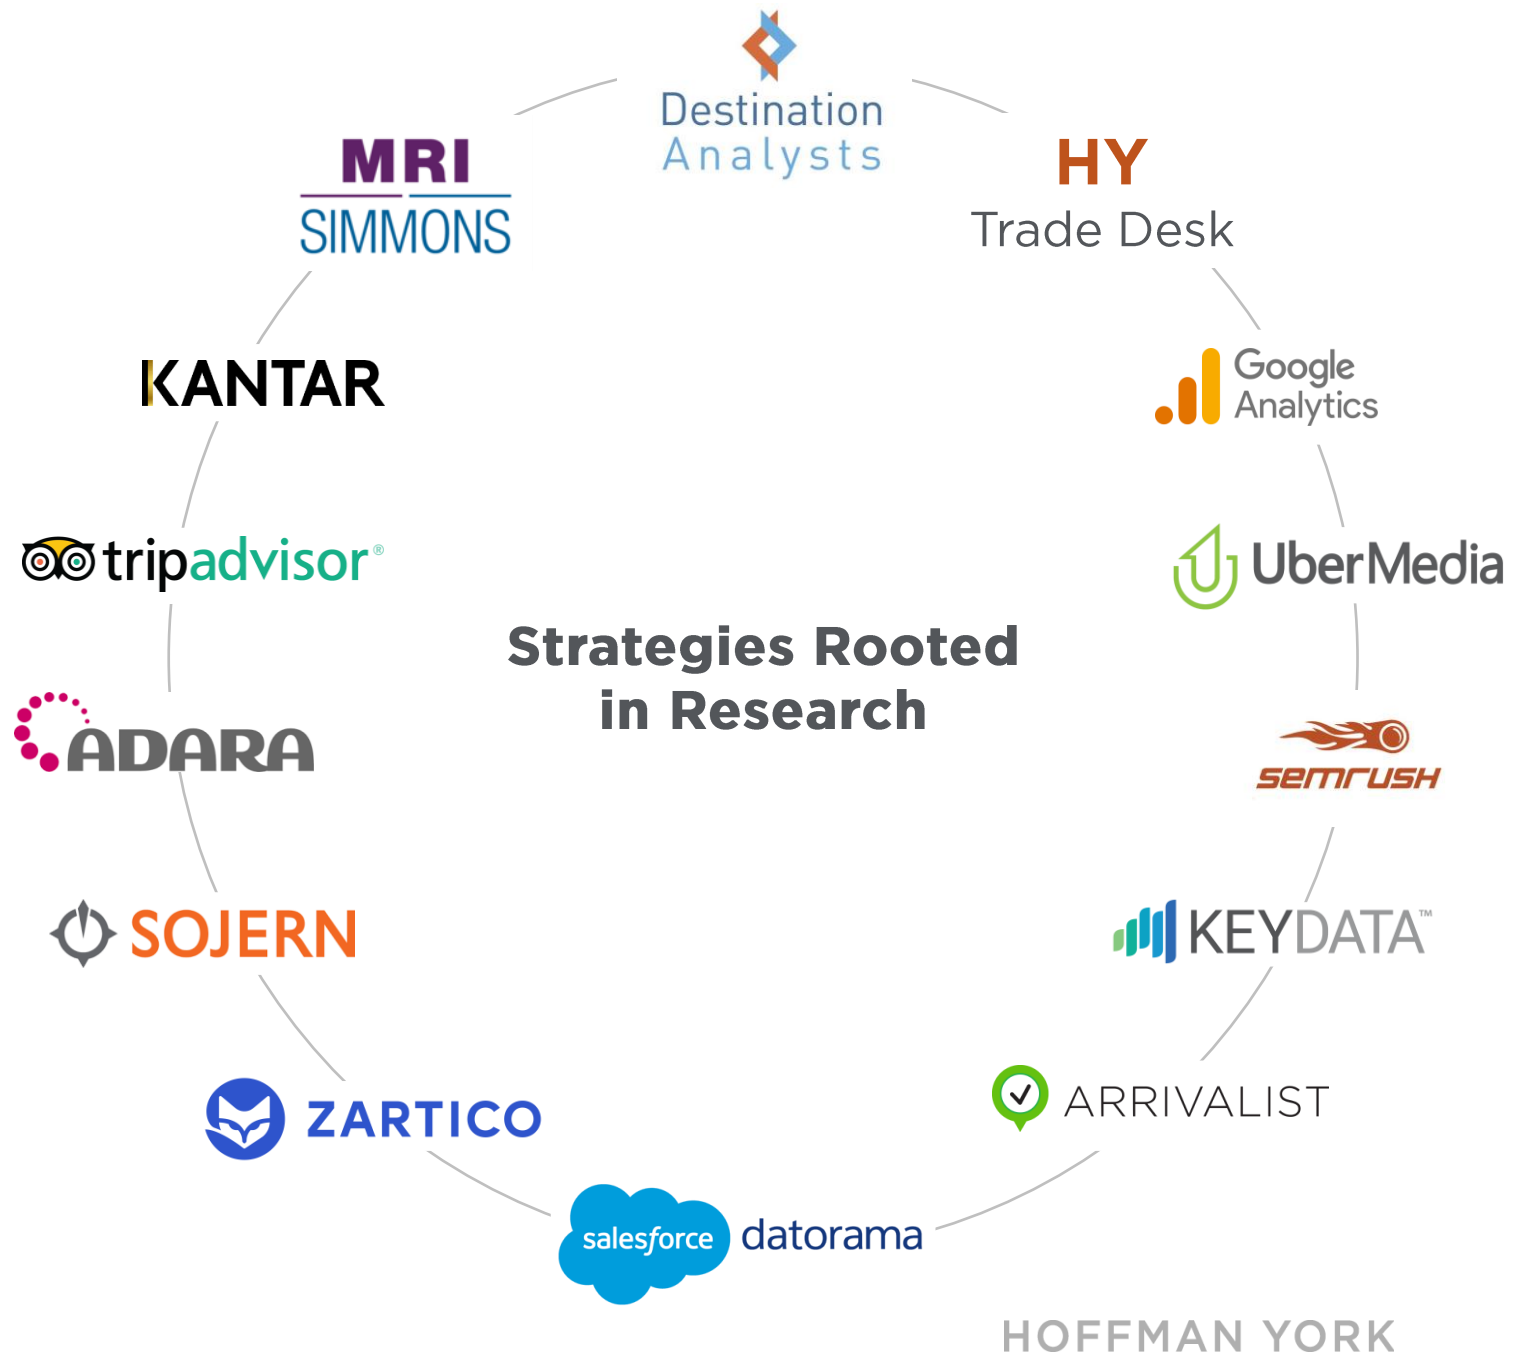 Destination
Analysts
HY
Trade Desk
Google
Analytics
UberMedia
semrush
KEYDATA™
ARRIVALIST
salesforce datorama
ZARTICO
SOJERN
ADARA
tripadvisor®
KANTAR
MRI
SIMMONS
Strategies Rooted
in Research
HOFFMAN YORK